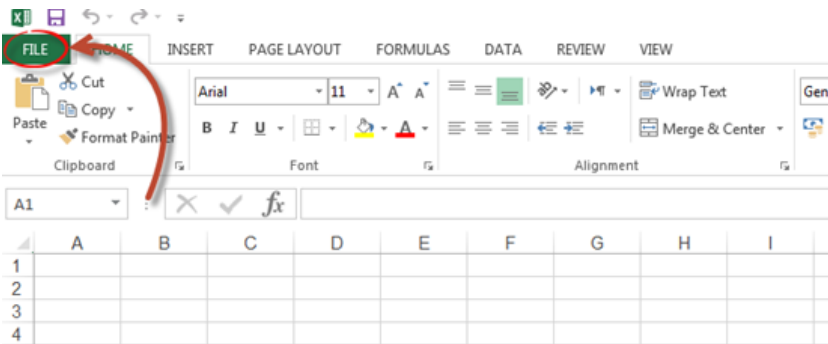 FILE HOME INSERT PAGE LAYOUT FORMULAS DATA REVIEW VIEW
Cut
Arial 11 A A Wrap Text Gen
Copy
Paste
Format Painter B I U A Merge & Center
Clipboard Font Alignment
A1 fx
A B C D E F G H I
1
2
3
4